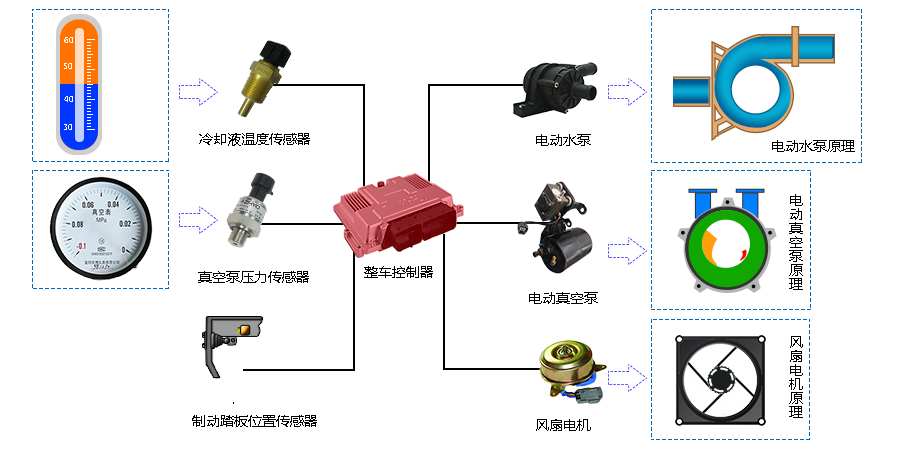 60
50
40
30
冷却液温度传感器
电动水泵
电动水泵原理
0.06
0.04
真空表
MPa
0.08
0.02
-0.1
0
真空泵压力传感器
整车控制器
电动真空泵
电动真空泵原理
制动踏板位置传感器
风扇电机
风扇电机原理